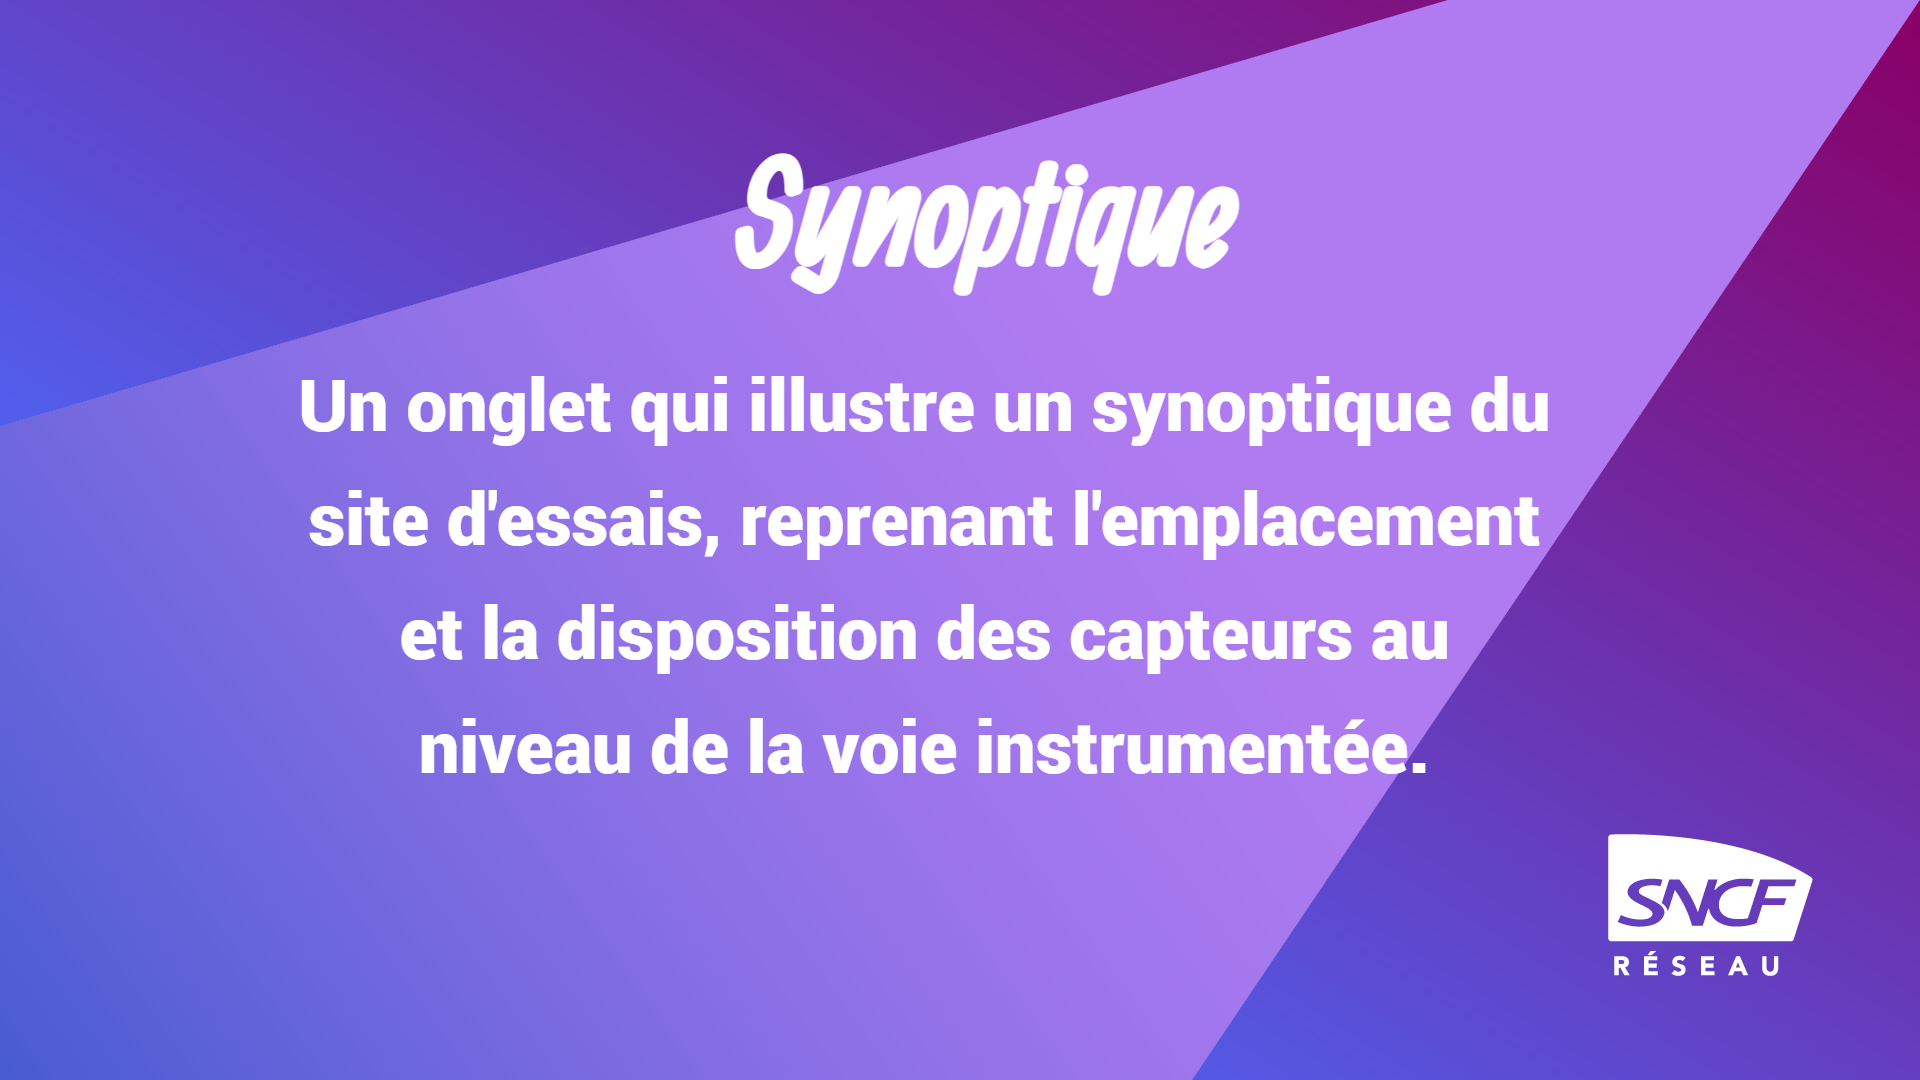 Synoptique
Un onglet qui illustre un synoptique du
site d'essais, reprenant l'emplacement
et la disposition des capteurs au
niveau de la voie instrumentée.
SNCF
RÉSEAU